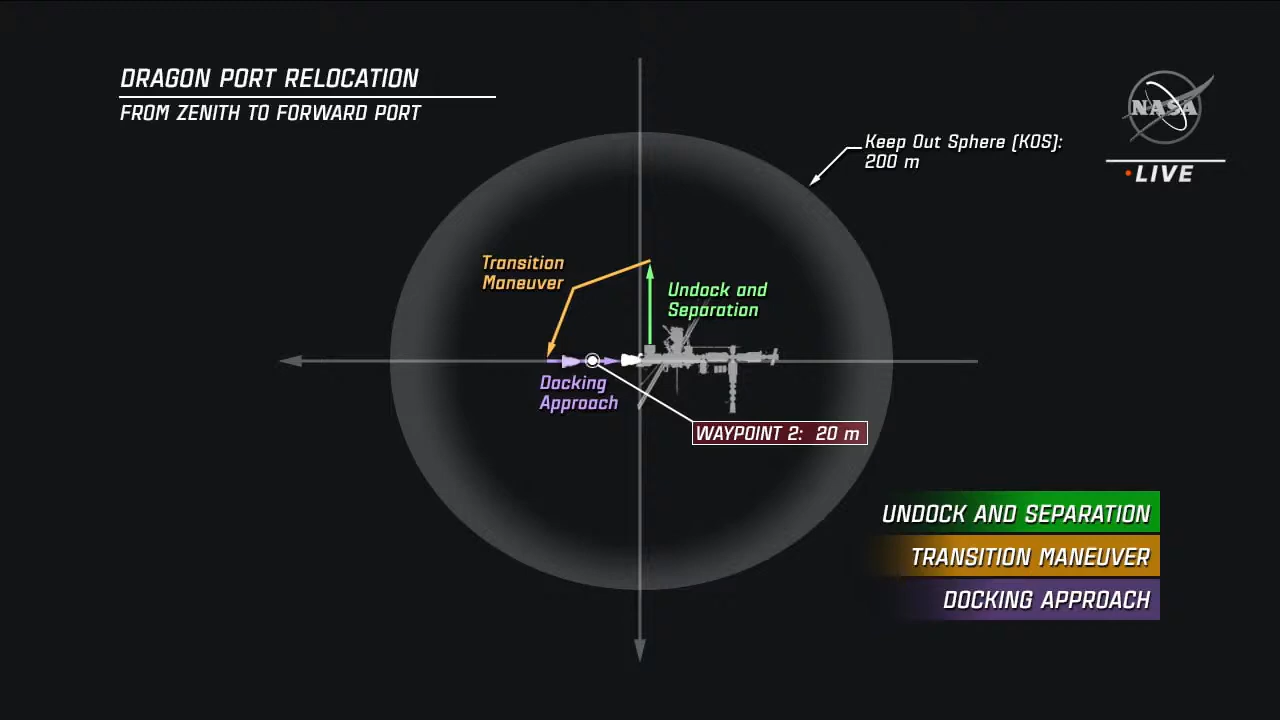 DRAGON PORT RELOCATION
FROM ZENITH TO FORWARD PORT
NASA
LIVE
Keep Out Sphere (KOS):
200 m
Transition
Maneuver
Undock and
Separation
Docking
Approach
WAYPOINT 2: 20 m
UNDOCK AND SEPARATION
TRANSITION MANEUVER
DOCKING APPROACH